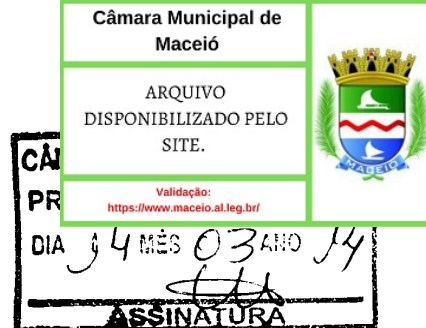 Câmara Municipal de
Maceió
ARQUIVO
DISPONIBILIZADO PELO
SITE.
Validação:
https://www.maceio.al.leg.br/
MACEIÓ
CÂ
PR
DIA 14 MÊS 03 ANO 14
ASSINATURA